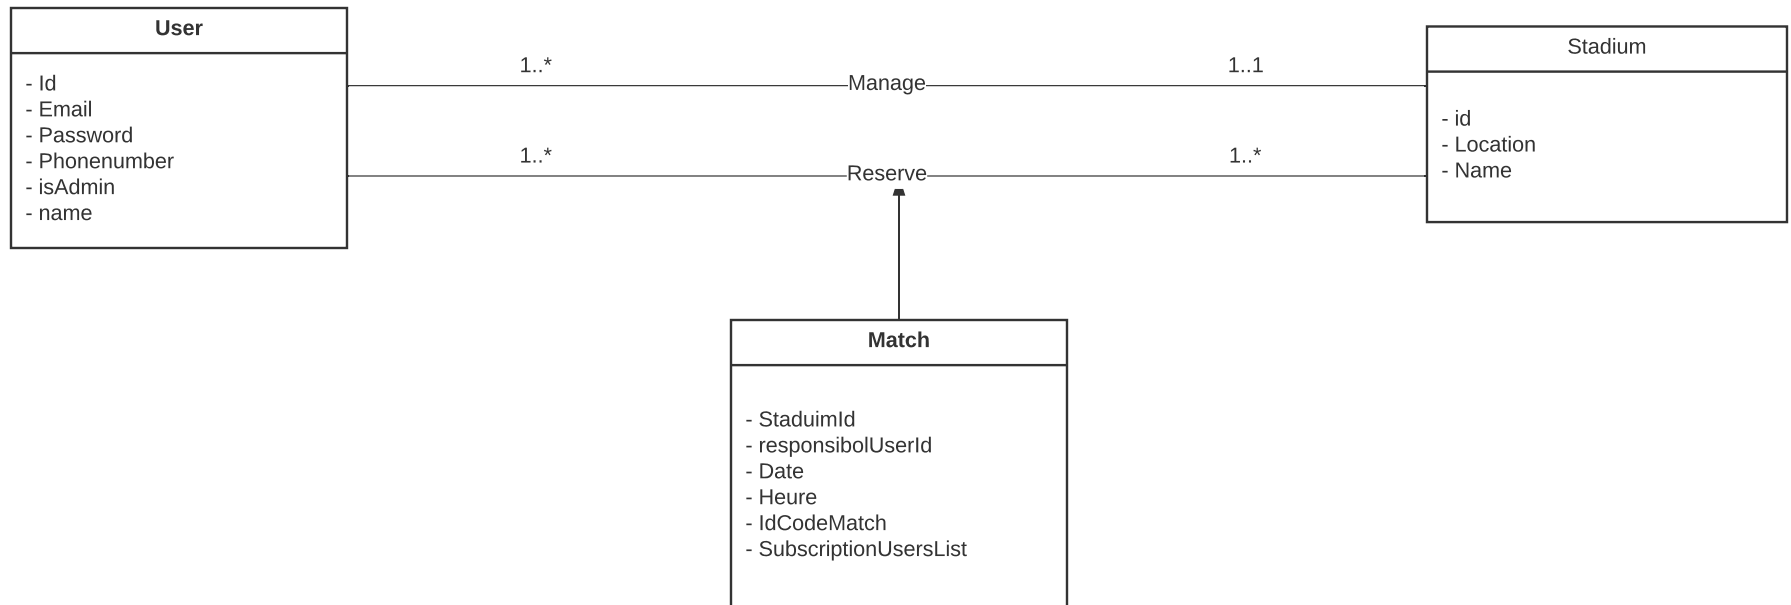 User
- Id
- Email
- Password
- Phonenumber
- isAdmin
- name
1..*
Manage
1..1
1..*
Reserve
1..*
Stadium
- id
- Location
- Name
Match
- StaduimId
- responsibolUserId
- Date
- Heure
- IdCodeMatch
- SubscriptionUsersList